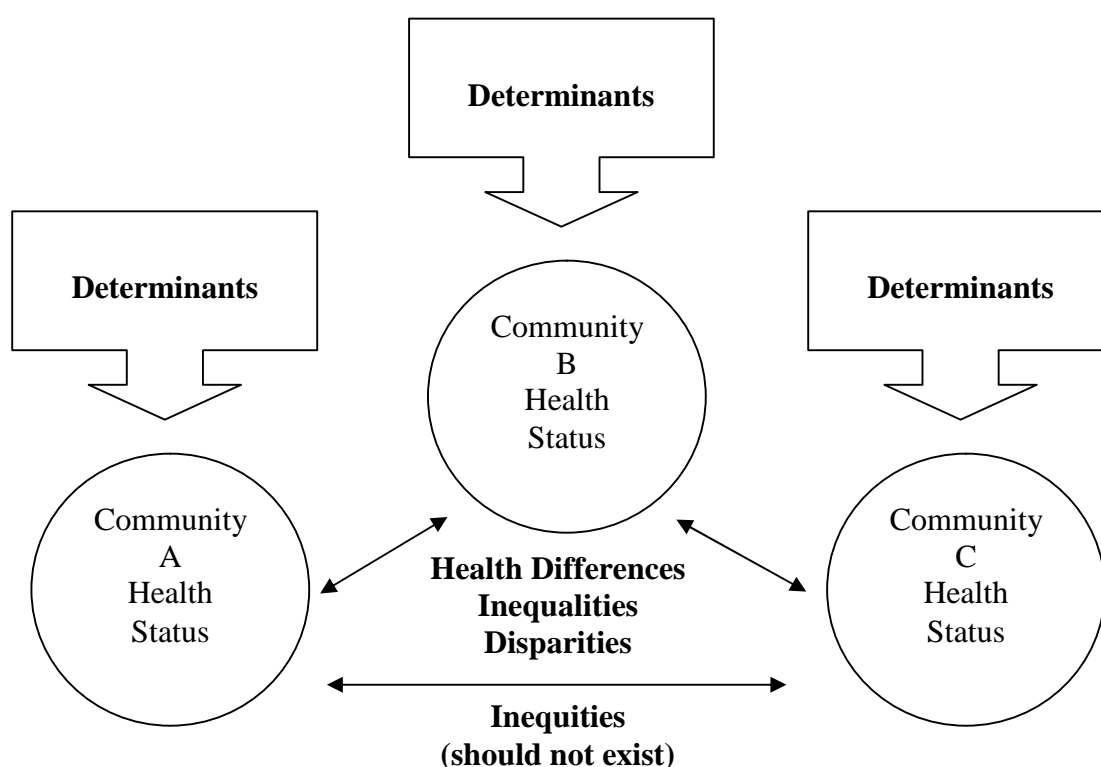 Determinants
Determinants
Determinants
Community
B
Health
Status
Community
A
Health
Status
Community
C
Health
Status
Health Differences
Inequalities
Disparities
Inequities
(should not exist)